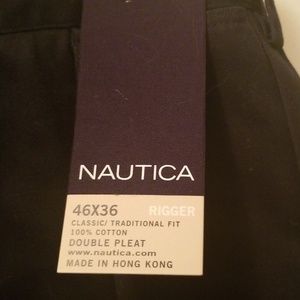 NAUTICA
46X36 RIGGER
CLASSIC/ TRADITIONAL FIT
100% COTTON
DOUBLE PLEAT
www.nautica.com
MADE IN HONG KONG